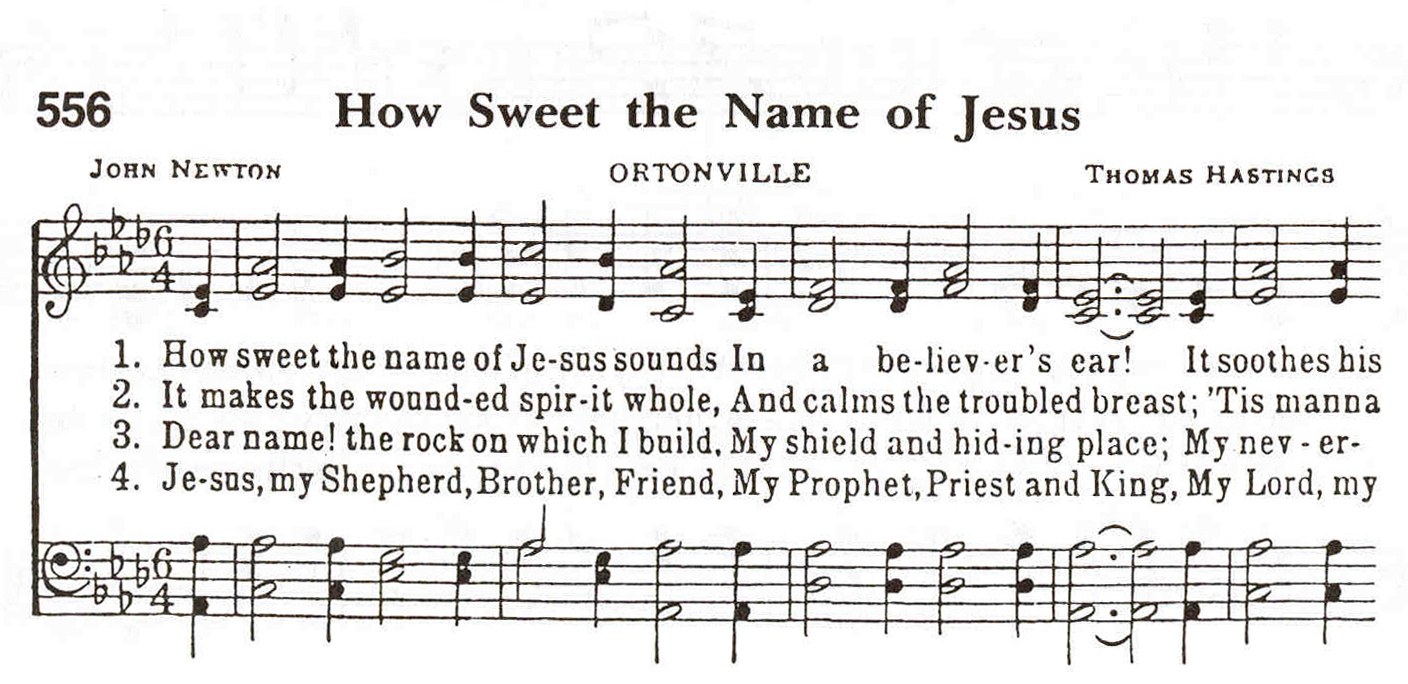 556 How Sweet the Name of Jesus
JOHN NEWTON ORTONVILLE THOMAS HASTINGS
6
4
1. How sweet the name of Je-sus sounds In a be-liev-er's ear! It soothes his
2. It makes the wound-ed spir-it whole, And calms the troubled breast; 'Tis manna
3. Dear name! the rock on which I build, My shield and hid-ing place; My nev - er-
4. Je-sus, my Shepherd, Brother, Friend, My Prophet, Priest and King, My Lord, my
6
4